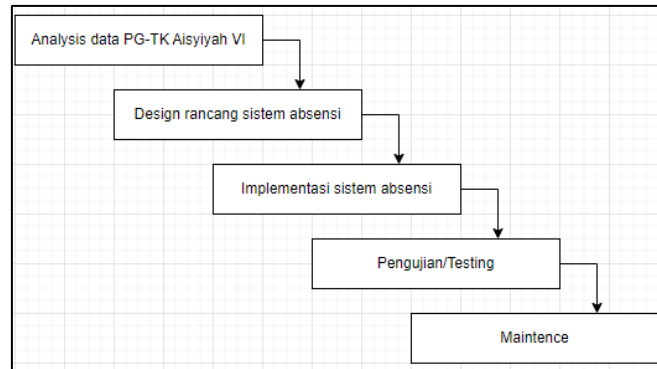 Analysis data PG-TK Aisyiyah VI
Design rancang sistem absensi
Implementasi sistem absensi
Pengujian/Testing
Maintence